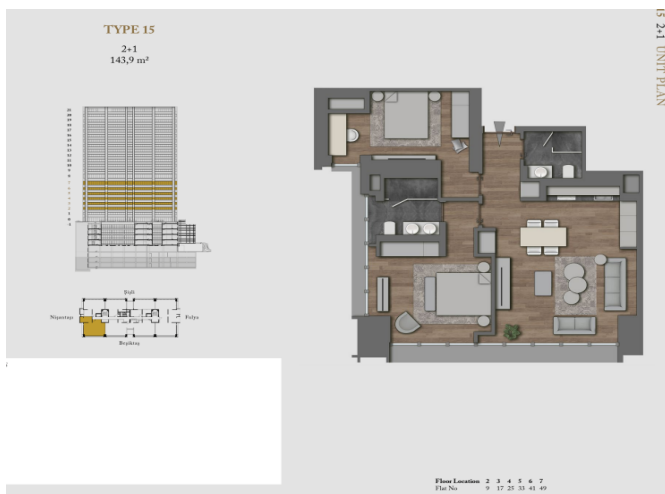 TYPE 15
2+1
143,9 m²
15 2+1 UNIT PLAN
Şişli
Nişantaşı
Fulya
Beşiktaş
Floor Location 2 3 4 5 6 7
Flat No 9 17 25 33 41 49